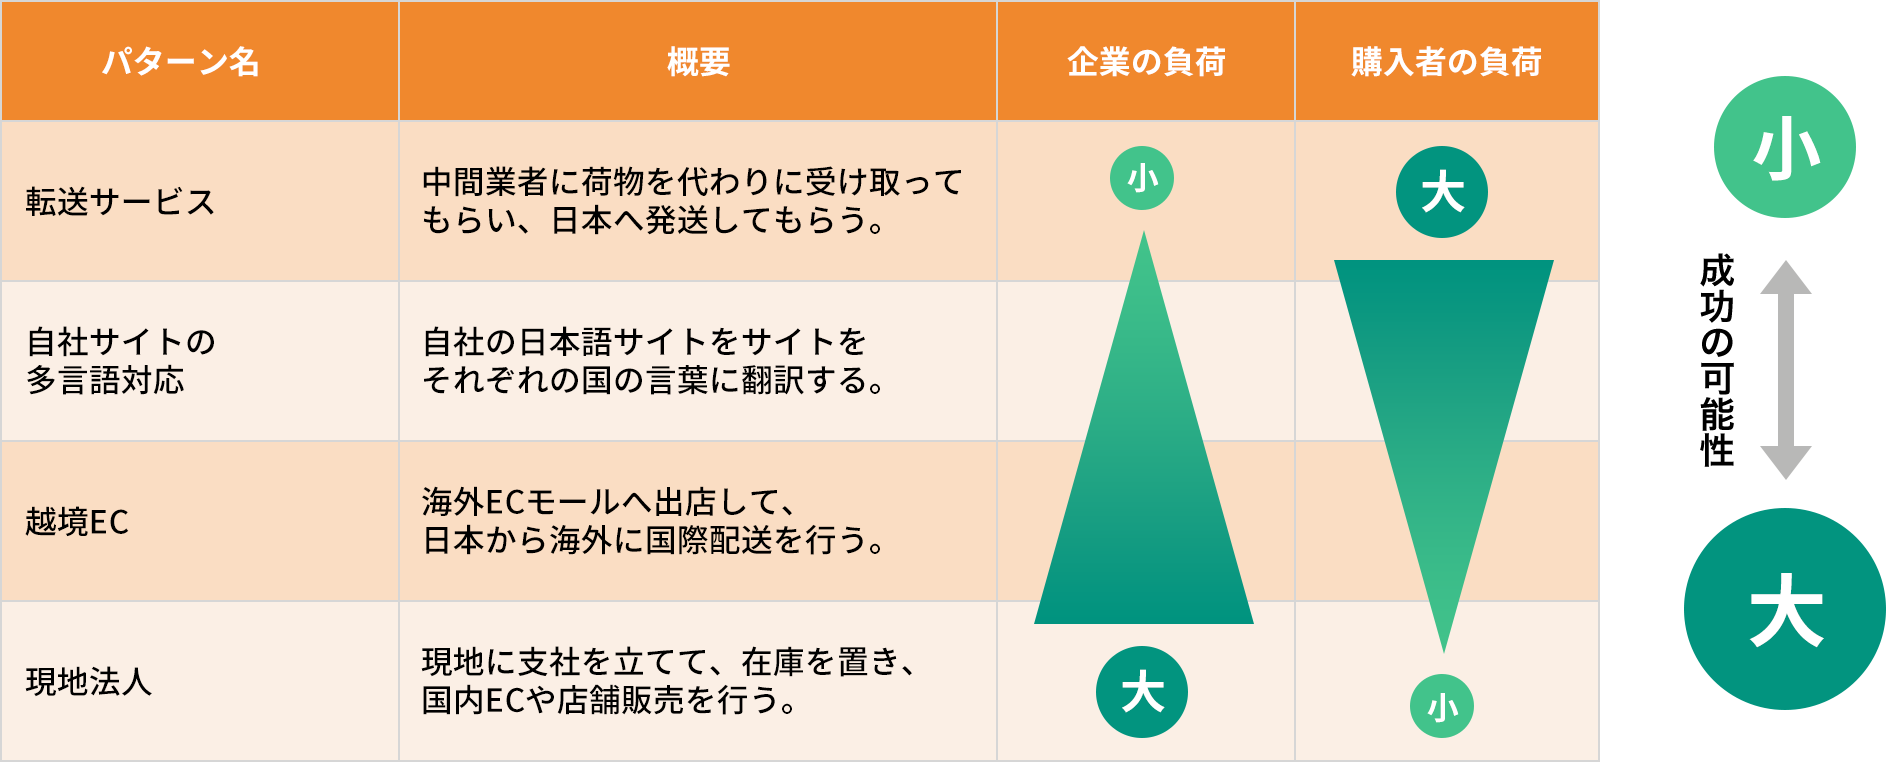 パターン名
概要
企業の負荷
購入者の負荷
転送サービス
中間業者に荷物を代わりに受け取って
もらい、日本へ発送してもらう。
小
大
自社サイトの
多言語対応
自社の日本語サイトをサイトを
それぞれの国の言葉に翻訳する。
越境EC
海外ECモールへ出店して、
日本から海外に国際配送を行う。
現地法人
現地に支社を立てて、在庫を置き、
国内ECや店舗販売を行う。
大
小
小
成功の可能性
大